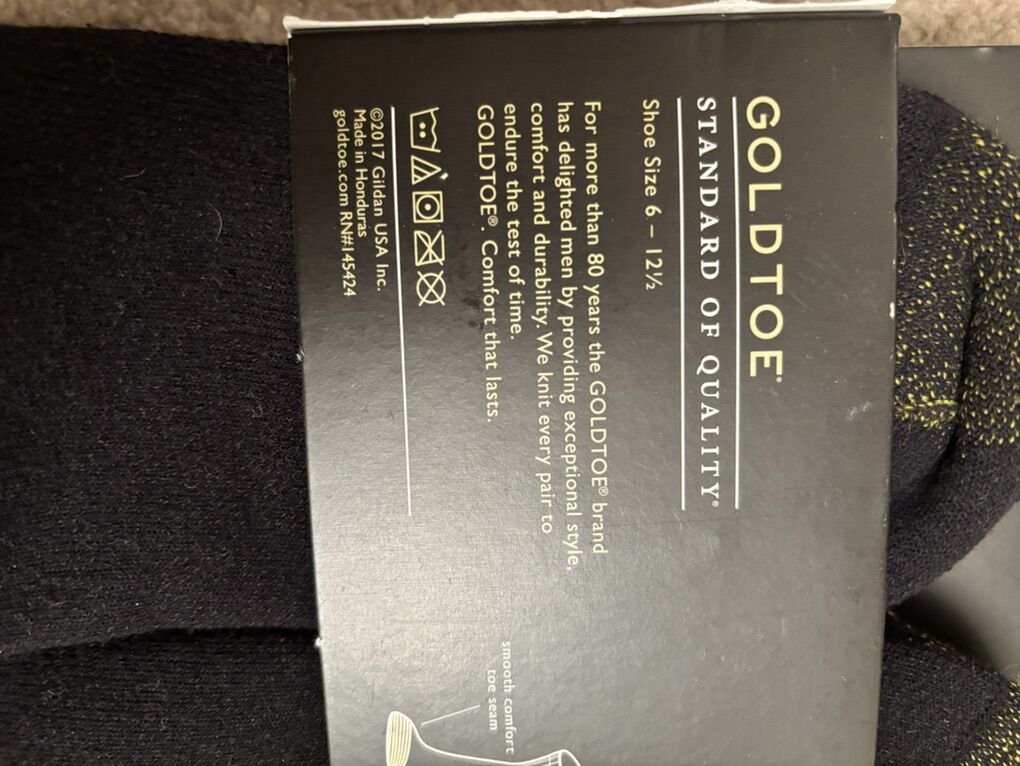 GOLDTOE®
STANDARD OF QUALITY®
Shoe Size 6 – 12½
For more than 80 years the GOLDTOE® brand
has delighted men by providing exceptional style,
comfort and durability. We knit every pair to
endure the test of time.
GOLDTOE®. Comfort that lasts.
©2017 Gildan USA Inc.
Made in Honduras
goldtoe.com RN#145424
smooth comfort
toe seam